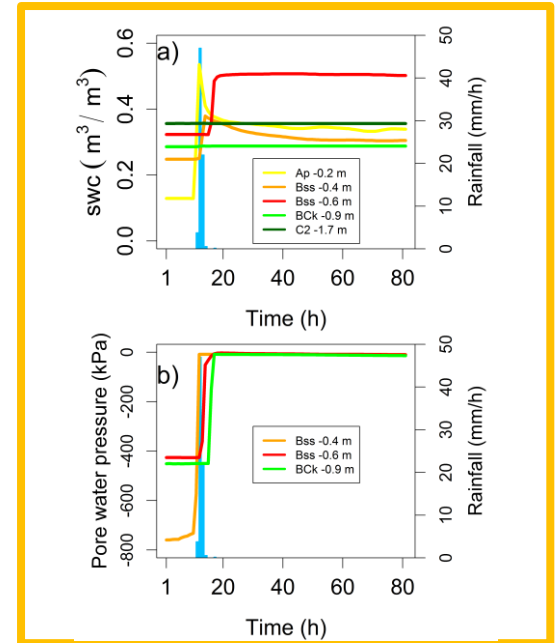 a)
swc ( m³ / m³ )
0.0 0.2 0.4 0.6
Ap -0.2 m
Bss -0.4 m
Bss -0.6 m
BCk -0.9 m
C2 -1.7 m
0 10 20 30 40 50
Rainfall (mm/h)
1 20 40 60 80
Time (h)
b)
Pore water pressure (kPa)
-800 -600 -400 -200 0
Bss -0.4 m
Bss -0.6 m
BCk -0.9 m
0 10 20 30 40 50
Rainfall (mm/h)
1 20 40 60 80
Time (h)